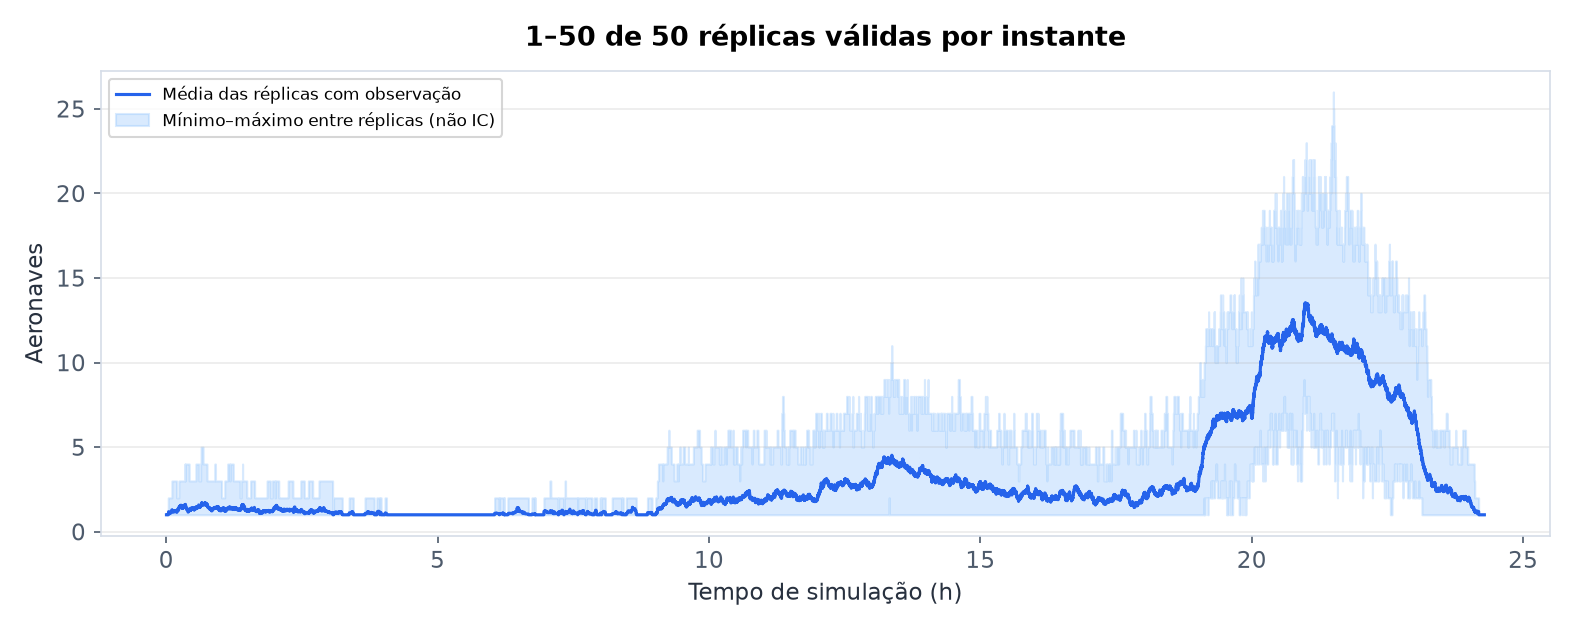 1–50 de 50 réplicas válidas por instante
Média das réplicas com observação
Mínimo–máximo entre réplicas (não IC)
Aeronaves
25
20
15
10
5
0
0 5 10 15 20 25
Tempo de simulação (h)